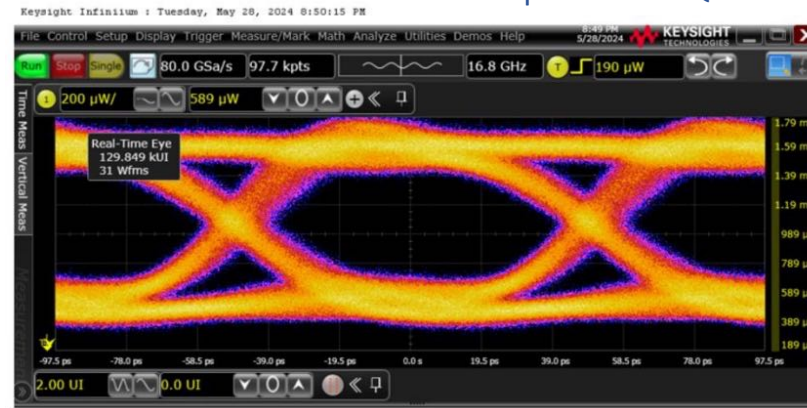 Keysight Infiniium : Tuesday, May 28, 2024 8:50:15 PM
File Control Setup Display Trigger Measure/Mark Math Analyze Utilities Demos Help
8:49 PM
5/28/2024
KEYSIGHT
TECHNOLOGIES
Run Stop Single 80.0 GSa/s 97.7 kpts 16.8 GHz T 190 µW
1 200 µW/ 589 µW
Time Meas
Vertical Meas
Real-Time Eye
129.849 kUI
31 Wfms
1.79 m
1.59 m
1.39 m
1.19 m
989 µ
789 µ
589 µ
389 µ
189 µ
-97.5 ps -78.0 ps -58.5 ps -39.0 ps -19.5 ps 0.0 s 19.5 ps 39.0 ps 58.5 ps 78.0 ps 97.5 ps
2.00 UI 0.0 UI